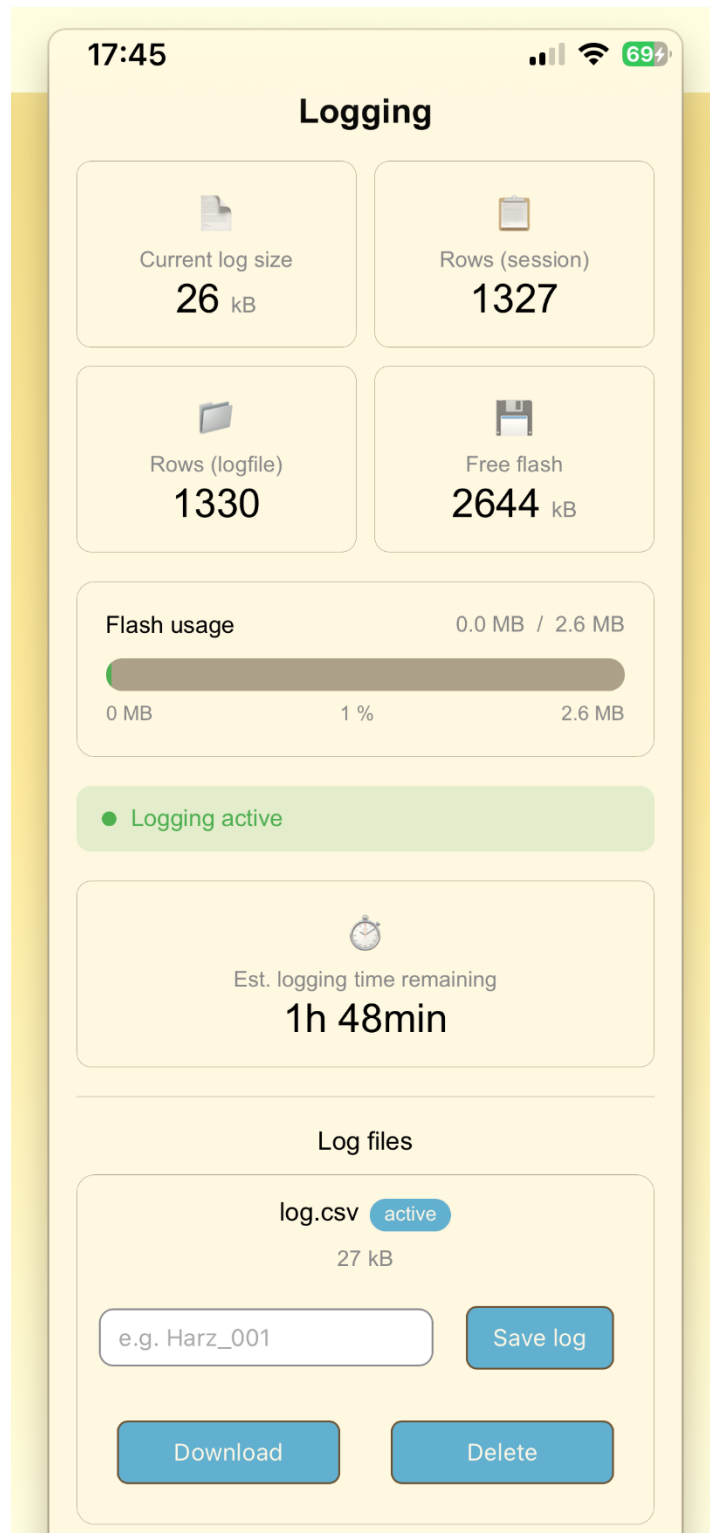 17:45
69
Logging
Current log size
26 kB
Rows (session)
1327
Rows (logfile)
1330
Free flash
2644 kB
Flash usage
0.0 MB / 2.6 MB
0 MB
1 %
2.6 MB
Logging active
Est. logging time remaining
1h 48min
Log files
log.csv active
27 kB
e.g. Harz_001
Save log
Download
Delete